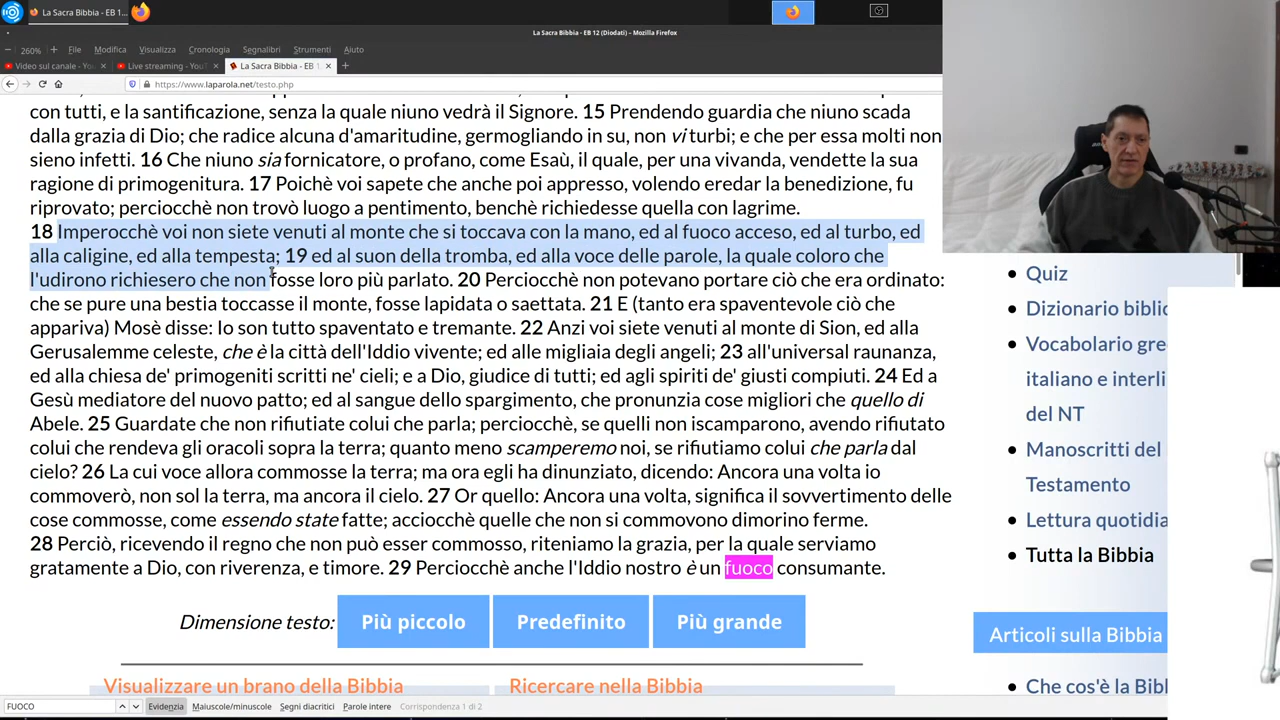 La Sacra Bibbia - EB 1...
La Sacra Bibbia - EB 12 (Diodati) – Mozilla Firefox
260% File Modifica Visualizza Cronologia Segnalibri Strumenti Aiuto
Video sul canale - You Live streaming - YouT La Sacra Bibbia - EB 1
https://www.laparola.net/testo.php
con tutti, e la santificazione, senza la quale niuno vedrà il Signore. 15 Prendendo guardia che niuno scada
dalla grazia di Dio; che radice alcuna d'amaritudine, germogliando in su, non vi turbi; e che per essa molti non
sieno infetti. 16 Che niuno sia fornicatore, o profano, come Esaù, il quale, per una vivanda, vendette la sua
ragione di primogenitura. 17 Poichè voi sapete che anche poi appresso, volendo eredar la benedizione, fu
riprovato; perciocchè non trovò luogo a pentimento, benchè richiedesse quella con lagrime.
18 Imperocchè voi non siete venuti al monte che si toccava con la mano, ed al fuoco acceso, ed al turbo, ed
alla caligine, ed alla tempesta; 19 ed al suon della tromba, ed alla voce delle parole, la quale coloro che
l'udirono richiesero che non fosse loro più parlato. 20 Perciocchè non potevano portare ciò che era ordinato:
che se pure una bestia toccasse il monte, fosse lapidata o saettata. 21 E (tanto era spaventevole ciò che
appariva) Mosè disse: Io son tutto spaventato e tremante. 22 Anzi voi siete venuti al monte di Sion, ed alla
Gerusalemme celeste, che è la città dell'Iddio vivente; ed alle migliaia degli angeli; 23 all'universal raunanza,
ed alla chiesa de' primogeniti scritti ne' cieli; e a Dio, giudice di tutti; ed agli spiriti de' giusti compiuti. 24 Ed a
Gesù mediatore del nuovo patto; ed al sangue dello spargimento, che pronunzia cose migliori che quello di
Abele. 25 Guardate che non rifiutiate colui che parla; perciocchè, se quelli non iscamparono, avendo rifiutato
colui che rendeva gli oracoli sopra la terra; quanto meno scamperemo noi, se rifiutiamo colui che parla dal
cielo? 26 La cui voce allora commosse la terra; ma ora egli ha dinunziato, dicendo: Ancora una volta io
commoverò, non sol la terra, ma ancora il cielo. 27 Or quello: Ancora una volta, significa il sovvertimento delle
cose commosse, come essendo state fatte; acciocchè quelle che non si commovono dimorino ferme.
28 Perciò, ricevendo il regno che non può esser commosso, riteniamo la grazia, per la quale serviamo
gratamente a Dio, con riverenza, e timore. 29 Perciocchè anche l'Iddio nostro è un fuoco consumante.
Dimensione testo: Più piccolo Predefinito Più grande
Visualizzare un brano della Bibbia Ricercare nella Bibbia
Quiz
Dizionario biblic
Vocabolario gre
italiano e interli
del NT
Manoscritti del
Testamento
Lettura quotidia
Tutta la Bibbia
Articoli sulla Bibbia
Che cos'è la Bibl
FUOCO Evidenzia Maiuscole/minuscole Segni diacritici Parole intere Corrispondenza 1 di 2